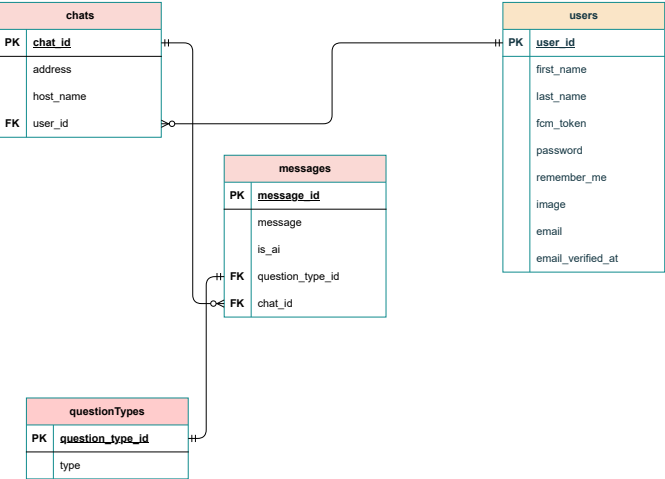 chats
PK chat_id
address
host_name
FK user_id
users
PK user_id
first_name
last_name
fcm_token
password
remember_me
image
email
email_verified_at
messages
PK message_id
message
is_ai
FK question_type_id
FK chat_id
questionTypes
PK question_type_id
type